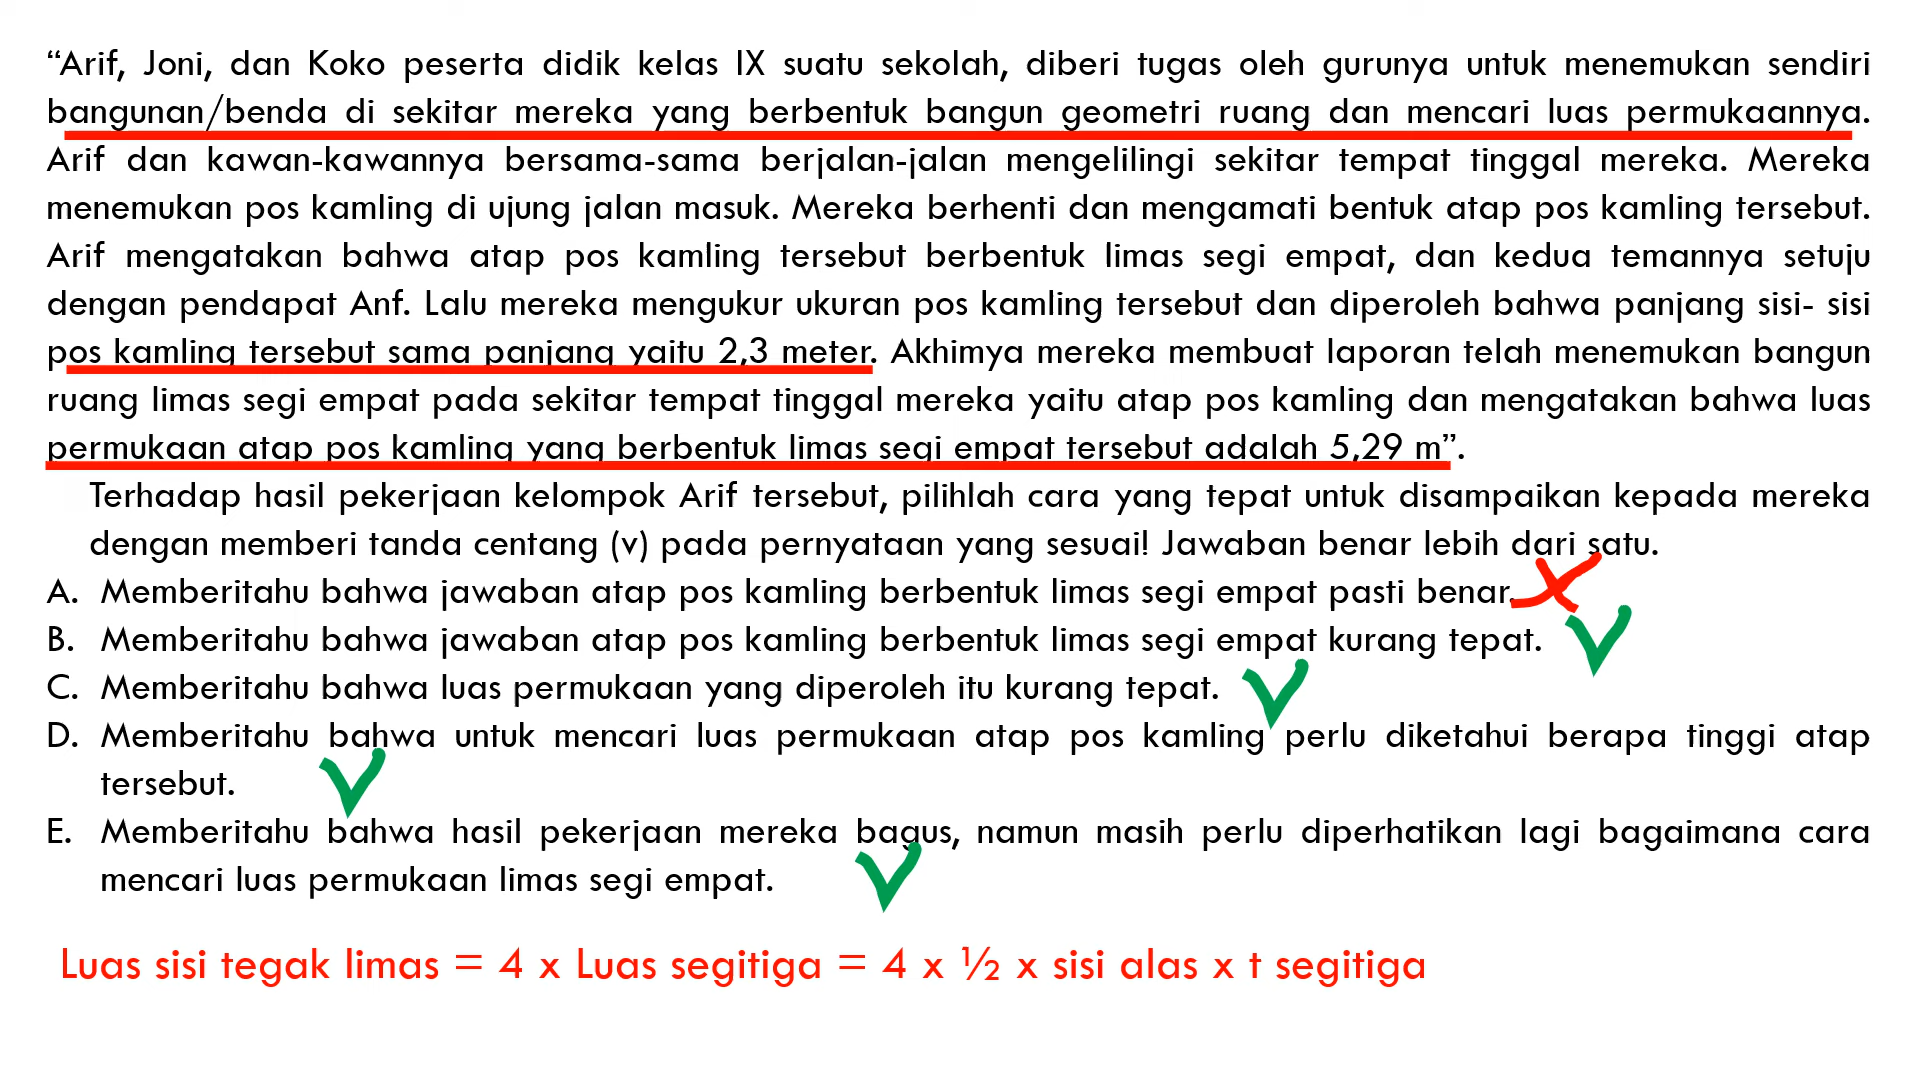 “Arif, Joni, dan Koko peserta didik kelas IX suatu sekolah, diberi tugas oleh gurunya untuk menemukan sendiri
bangunan/benda di sekitar mereka yang berbentuk bangun geometri ruang dan mencari luas permukaannya.
Arif dan kawan-kawannya bersama-sama berjalan-jalan mengelilingi sekitar tempat tinggal mereka. Mereka
menemukan pos kamling di ujung jalan masuk. Mereka berhenti dan mengamati bentuk atap pos kamling tersebut.
Arif mengatakan bahwa atap pos kamling tersebut berbentuk limas segi empat, dan kedua temannya setuju
dengan pendapat Anf. Lalu mereka mengukur ukuran pos kamling tersebut dan diperoleh bahwa panjang sisi- sisi
pos kamling tersebut sama panjang yaitu 2,3 meter. Akhimya mereka membuat laporan telah menemukan bangun
ruang limas segi empat pada sekitar tempat tinggal mereka yaitu atap pos kamling dan mengatakan bahwa luas
permukaan atap pos kamling yang berbentuk limas segi empat tersebut adalah 5,29 m”.
Terhadap hasil pekerjaan kelompok Arif tersebut, pilihlah cara yang tepat untuk disampaikan kepada mereka
dengan memberi tanda centang (v) pada pernyataan yang sesuai! Jawaban benar lebih dari satu.
A. Memberitahu bahwa jawaban atap pos kamling berbentuk limas segi empat pasti benar.
B. Memberitahu bahwa jawaban atap pos kamling berbentuk limas segi empat kurang tepat.
C. Memberitahu bahwa luas permukaan yang diperoleh itu kurang tepat.
D. Memberitahu bahwa untuk mencari luas permukaan atap pos kamling perlu diketahui berapa tinggi atap
tersebut.
E. Memberitahu bahwa hasil pekerjaan mereka bagus, namun masih perlu diperhatikan lagi bagaimana cara
mencari luas permukaan limas segi empat.
Luas sisi tegak limas = 4 x Luas segitiga = 4 x ½ x sisi alas x t segitiga